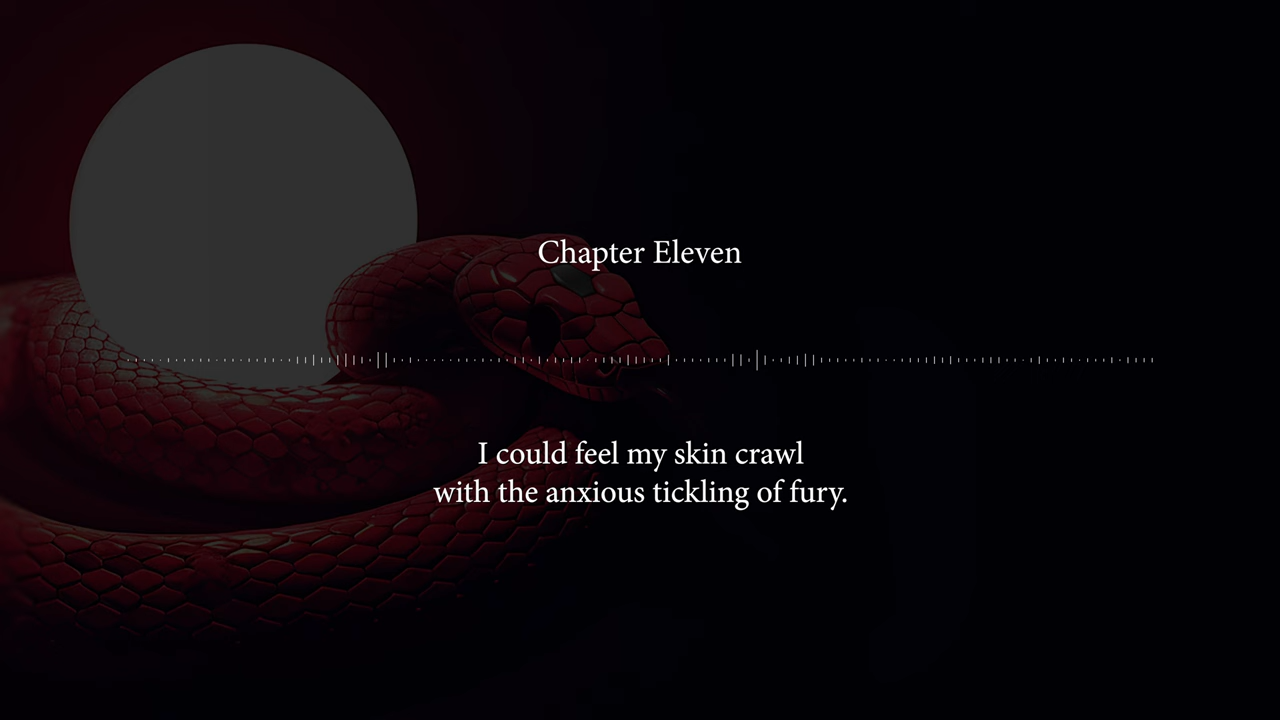 Chapter Eleven
I could feel my skin crawl
with the anxious tickling of fury.